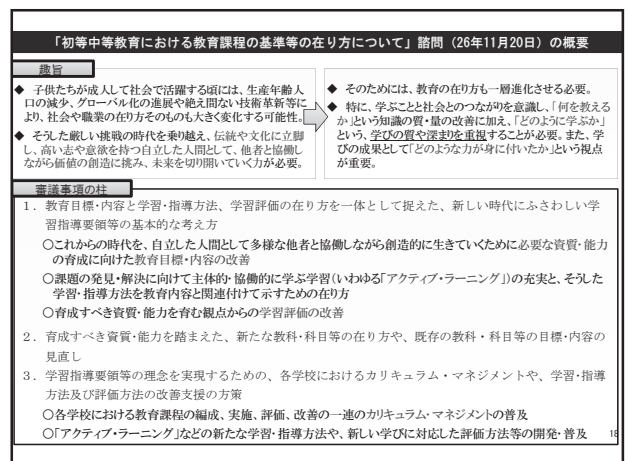 「初等中等教育における教育課程の基準等の在り方について」諮問（26年11月20日）の概要
趣旨
◆ 子供たちが成人して社会で活躍する頃には、生産年齢人
口の減少、グローバル化の進展や絶え間ない技術革新等に
より、社会や職業の在り方そのものも大きく変化する可能性。
◆ そうした厳しい挑戦の時代を乗り越え、伝統や文化に立脚
し、高い志や意欲を持つ自立した人間として、他者と協働し
ながら価値の創造に挑み、未来を切り開いていく力が必要。
◆ そのためには、教育の在り方も一層進化させる必要。
◆ 特に、学ぶことと社会とのつながりを意識し、「何を教える
か」という知識の質・量の改善に加え、「どのように学ぶか」
という、学びの質や深まりを重視することが必要。また、学
びの成果として「どのような力が身に付いたか」という視点
が重要。
審議事項の柱
１．教育目標・内容と学習・指導方法、学習評価の在り方を一体として捉えた、新しい時代にふさわしい学
習指導要領等の基本的な考え方
○これからの時代を、自立した人間として多様な他者と協働しながら創造的に生きていくために必要な資質・能力
の育成に向けた教育目標・内容の改善
○課題の発見・解決に向けて主体的・協働的に学ぶ学習（いわゆる「アクティブ・ラーニング」）の充実と、そうした
学習・指導方法を教育内容と関連付けて示すための在り方
○育成すべき資質・能力を育む観点からの学習評価の改善
２．育成すべき資質・能力を踏まえた、新たな教科・科目等の在り方や、既存の教科・科目等の目標・内容の
見直し
３．学習指導要領等の理念を実現するための、各学校におけるカリキュラム・マネジメントや、学習・指導
方法及び評価方法の改善支援の方策
○各学校における教育課程の編成、実施、評価、改善の一連のカリキュラム・マネジメントの普及
○「アクティブ・ラーニング」などの新たな学習・指導方法や、新しい学びに対応した評価方法等の開発・普及
18